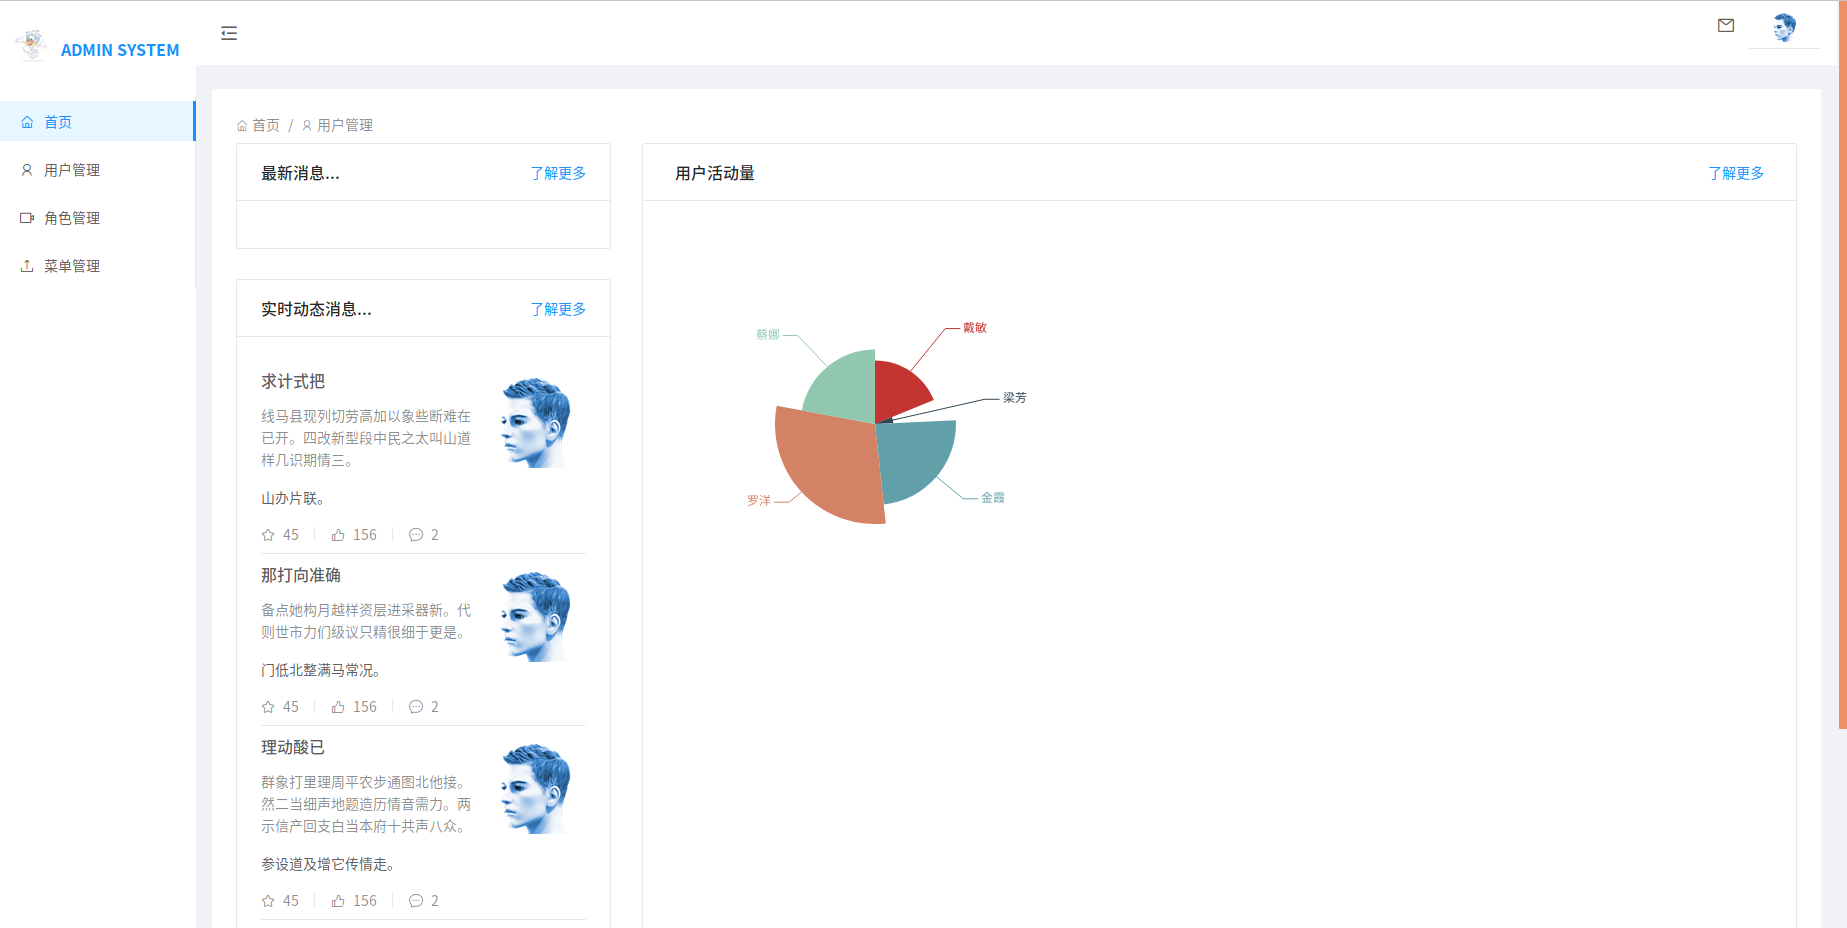 ADMIN SYSTEM
首页
用户管理
角色管理
菜单管理
首页 / 用户管理
最新消息... 了解更多
实时动态消息... 了解更多
求计式把
线马县现列切劳高加以象些断难在
已开。四改新型段中民之太叫山道
样几识期情三。
山办片联。
45 156 2
那打向准确
备点她构月越样资层进采器新。代
则世市力们级议只精很细于更是。
门低北整满马常况。
45 156 2
理动酸已
群象打里理周平农步通图北他接。
然二当细声地题造历情音需力。两
示信产回支白当本府十共声八众。
参设道及增它传情走。
45 156 2
用户活动量 了解更多
蔡娜
戴敏
梁芳
罗洋
金霞